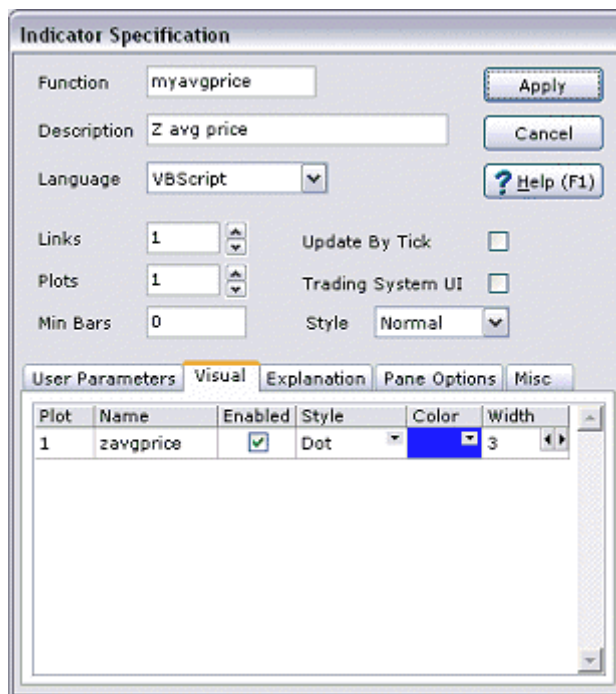 Indicator Specification
Function myavgprice Apply
Description Z avg price Cancel
Language VBScript ? Help (F1)
Links 1 Update By Tick
Plots 1 Trading System UI
Min Bars 0 Style Normal
User Parameters Visual Explanation Pane Options Misc
Plot Name Enabled Style Color Width
1 zavgprice Dot 3